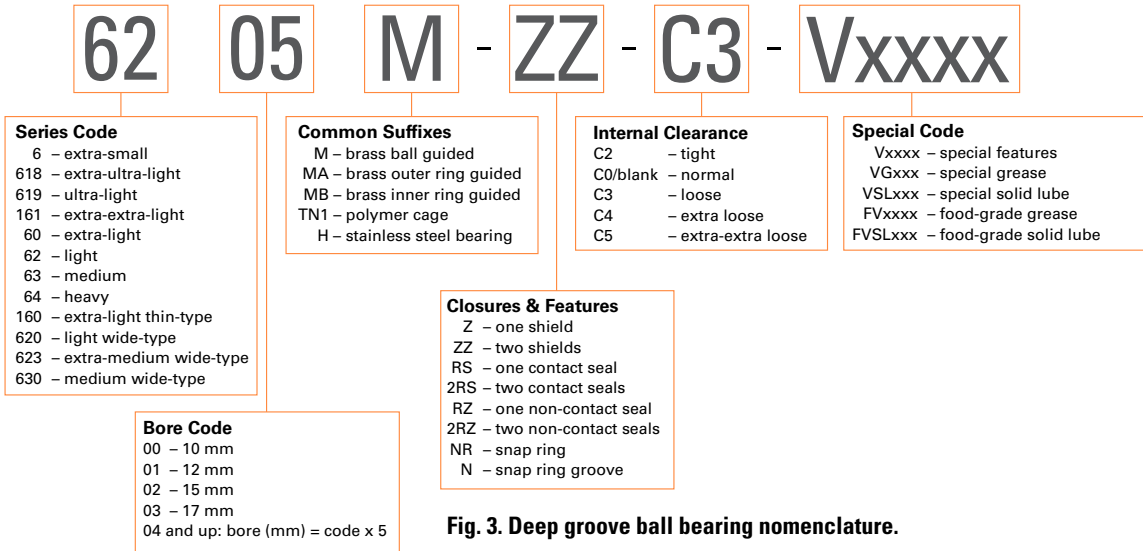 62 05 M - ZZ - C3 - Vxxxx
Series Code
6 – extra-small
618 – extra-ultra-light
619 – ultra-light
161 – extra-extra-light
60 – extra-light
62 – light
63 – medium
64 – heavy
160 – extra-light thin-type
620 – light wide-type
623 – extra-medium wide-type
630 – medium wide-type
Common Suffixes
M – brass ball guided
MA – brass outer ring guided
MB – brass inner ring guided
TN1 – polymer cage
H – stainless steel bearing
Internal Clearance
C2 – tight
C0/blank – normal
C3 – loose
C4 – extra loose
C5 – extra-extra loose
Special Code
Vxxxx – special features
VGxxx – special grease
VSLxxx – special solid lube
FVxxxx – food-grade grease
FVSLxxx – food-grade solid lube
Closures & Features
Z – one shield
ZZ – two shields
RS – one contact seal
2RS – two contact seals
RZ – one non-contact seal
2RZ – two non-contact seals
NR – snap ring
N – snap ring groove
Bore Code
00 – 10 mm
01 – 12 mm
02 – 15 mm
03 – 17 mm
04 and up: bore (mm) = code x 5
Fig. 3. Deep groove ball bearing nomenclature.